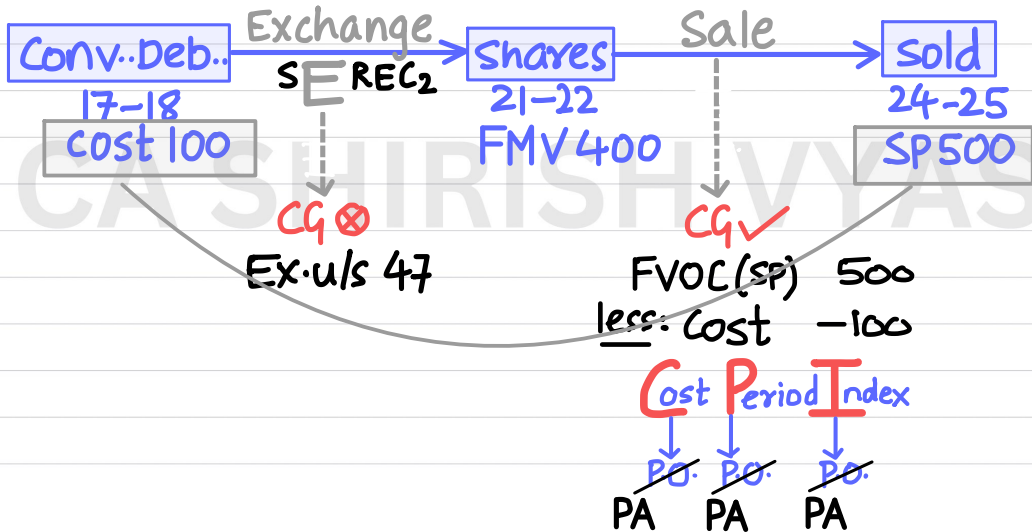 Exchange Sale
Conv..Deb.. Shares Sold
SEREC2
17-18 21-22 24-25
Cost 100 FMV 400 SP 500
CA SHIRISH VYAS
CG ⊗ CG ✓
Ex.u/s 47 FVOC (SP) 500
less: Cost -100
Cost Period Index
P.O. P.O. P.O.
PA PA PA